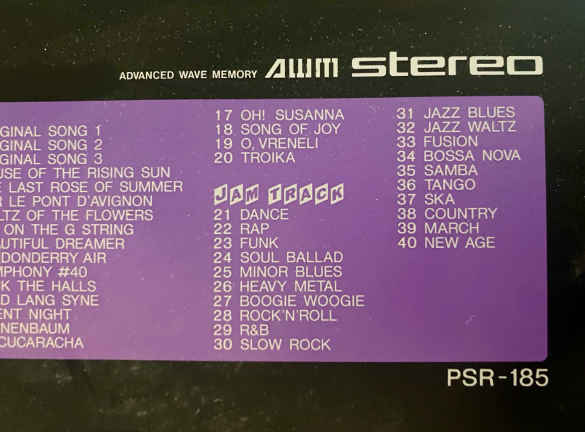 ADVANCED WAVE MEMORY AWM stereo
GINAL SONG 1
GINAL SONG 2
GINAL SONG 3
USE OF THE RISING SUN
E LAST ROSE OF SUMMER
R LE PONT D'AVIGNON
LTZ OF THE FLOWERS
ON THE G STRING
AUTIFUL DREAMER
NDONDERRY AIR
MPHONY #40
K THE HALLS
D LANG SYNE
ENT NIGHT
NENBAUM
CUCARACHA
17 OH! SUSANNA
18 SONG OF JOY
19 O, VRENELI
20 TROIKA
JAM TRACK
21 DANCE
22 RAP
23 FUNK
24 SOUL BALLAD
25 MINOR BLUES
26 HEAVY METAL
27 BOOGIE WOOGIE
28 ROCK'N'ROLL
29 R&B
30 SLOW ROCK
31 JAZZ BLUES
32 JAZZ WALTZ
33 FUSION
34 BOSSA NOVA
35 SAMBA
36 TANGO
37 SKA
38 COUNTRY
39 MARCH
40 NEW AGE
PSR-185